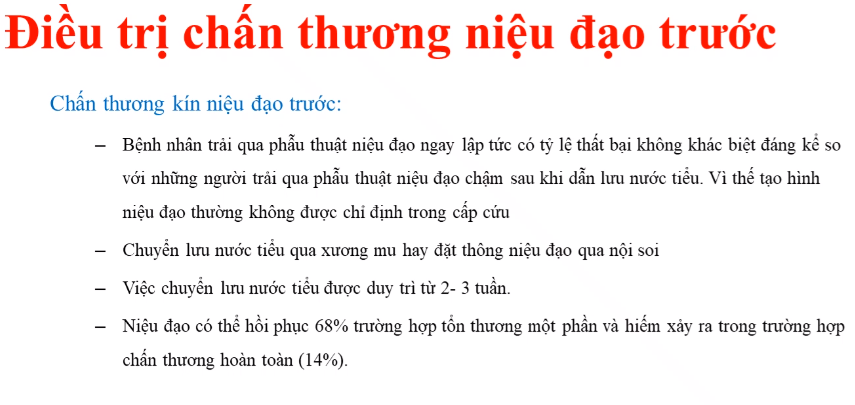 Điều trị chấn thương niệu đạo trước
Chấn thương kín niệu đạo trước:
– Bệnh nhân trải qua phẫu thuật niệu đạo ngay lập tức có tỷ lệ thất bại không khác biệt đáng kể so
với những người trải qua phẫu thuật niệu đạo chậm sau khi dẫn lưu nước tiểu. Vì thế tạo hình
niệu đạo thường không được chỉ định trong cấp cứu
– Chuyển lưu nước tiểu qua xương mu hay đặt thông niệu đạo qua nội soi
– Việc chuyển lưu nước tiểu được duy trì từ 2- 3 tuần.
– Niệu đạo có thể hồi phục 68% trường hợp tổn thương một phần và hiếm xảy ra trong trường hợp
chấn thương hoàn toàn (14%).